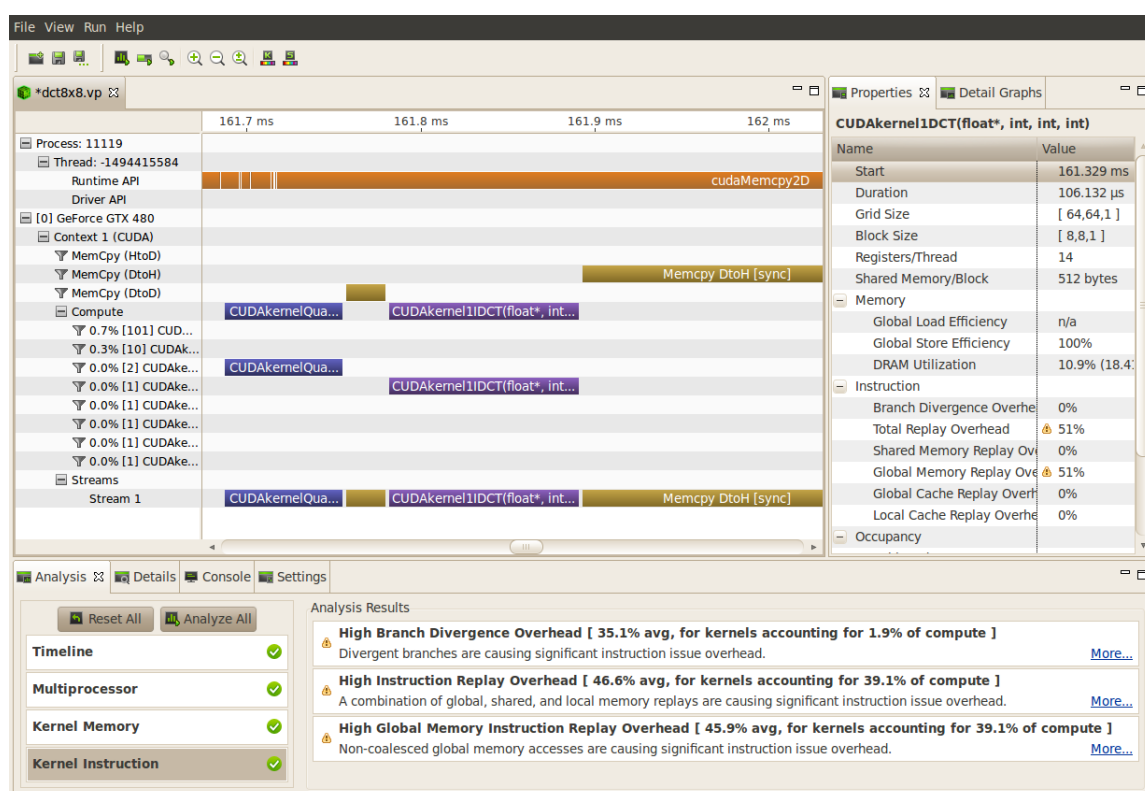 File View Run Help
*dct8x8.vp
161.7 ms 161.8 ms 161.9 ms 162 ms
Process: 11119
Thread: -1494415584
Runtime API cudaMemcpy2D
Driver API
[0] GeForce GTX 480
Context 1 (CUDA)
MemCpy (HtoD)
MemCpy (DtoH) Memcpy DtoH [sync]
MemCpy (DtoD)
Compute CUDAkernelQua... CUDAkernel1IDCT(float*, int...
0.7% [101] CUD...
0.3% [10] CUDAk...
0.0% [2] CUDAke... CUDAkernelQua...
0.0% [1] CUDAke... CUDAkernel1IDCT(float*, int...
0.0% [1] CUDAke...
0.0% [1] CUDAke...
0.0% [1] CUDAke...
0.0% [1] CUDAke...
Streams
Stream 1 CUDAkernelQua... CUDAkernel1IDCT(float*, int... Memcpy DtoH [sync]
Properties Detail Graphs
CUDAkernel1DCT(float*, int, int, int)
Name Value
Start 161.329 ms
Duration 106.132 µs
Grid Size [ 64,64,1 ]
Block Size [ 8,8,1 ]
Registers/Thread 14
Shared Memory/Block 512 bytes
Memory
Global Load Efficiency n/a
Global Store Efficiency 100%
DRAM Utilization 10.9% (18.4
Instruction
Branch Divergence Overhe 0%
Total Replay Overhead 51%
Shared Memory Replay Ov 0%
Global Memory Replay Ove 51%
Global Cache Replay Overh 0%
Local Cache Replay Overhe 0%
Occupancy
Analysis Details Console Settings
Reset All Analyze All
Timeline
Multiprocessor
Kernel Memory
Kernel Instruction
Analysis Results
High Branch Divergence Overhead [ 35.1% avg, for kernels accounting for 1.9% of compute ]
Divergent branches are causing significant instruction issue overhead. More...
High Instruction Replay Overhead [ 46.6% avg, for kernels accounting for 39.1% of compute ]
A combination of global, shared, and local memory replays are causing significant instruction issue overhead. More...
High Global Memory Instruction Replay Overhead [ 45.9% avg, for kernels accounting for 39.1% of compute ]
Non-coalesced global memory accesses are causing significant instruction issue overhead. More...